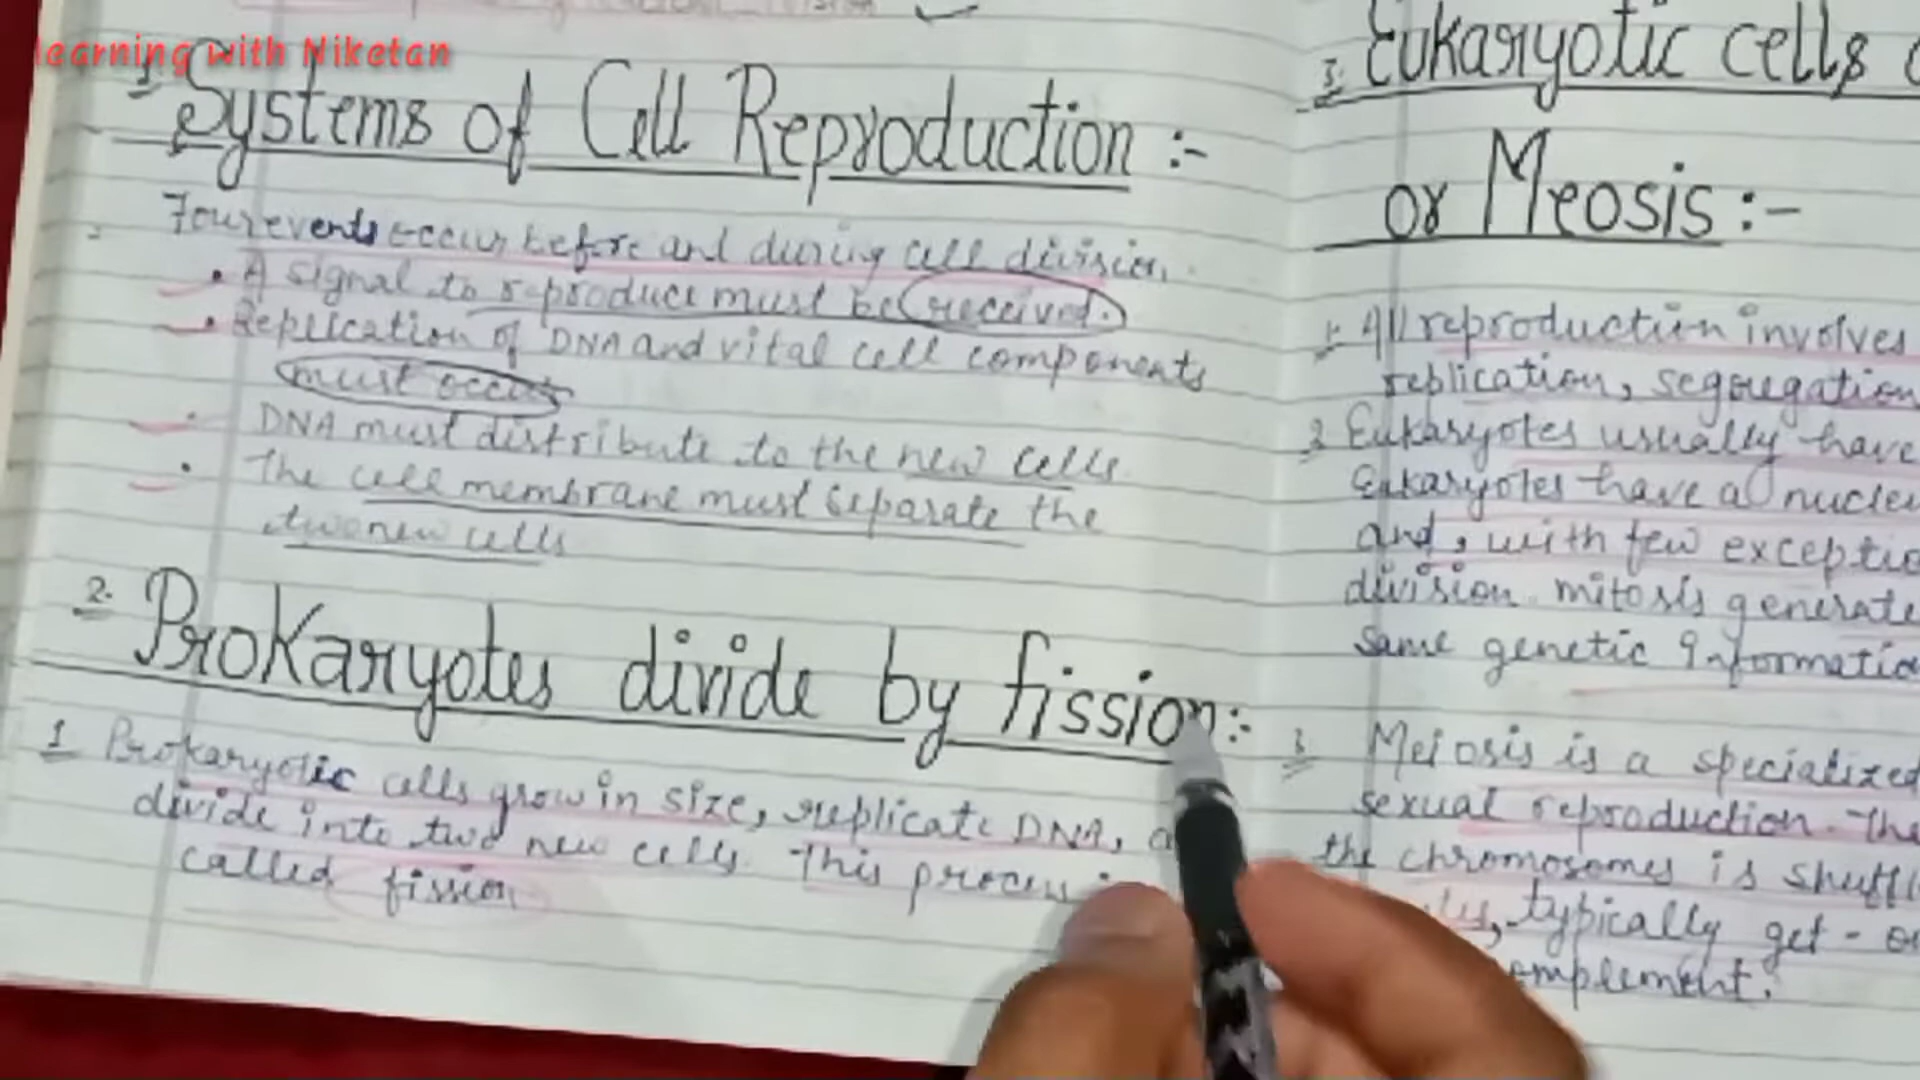 learning with Niketan
1. Systems of Cell Reproduction :-
Four events occur before and during cell division.
• A signal to reproduce must be received.
• Replication of DNA and vital cell components
must occur
• DNA must distribute to the new cells
• The cell membrane must separate the
two new cells
2. Prokaryotes divide by fission:-
1 Prokaryotic cells grow in size, replicate DNA, a
divide into two new cells. This process i
called fission
3. Eukaryotic cells
or Meosis :-
1. All reproduction involves
replication, segregation
2 Eukaryotes usually have
Eukaryotes have a nucle
and, with few exceptio
division. mitosis generate
same genetic Informatio
3 Meiosis is a specialized
sexual reproduction. The
the chromosomes is shuffl
typically get - o
omplement.